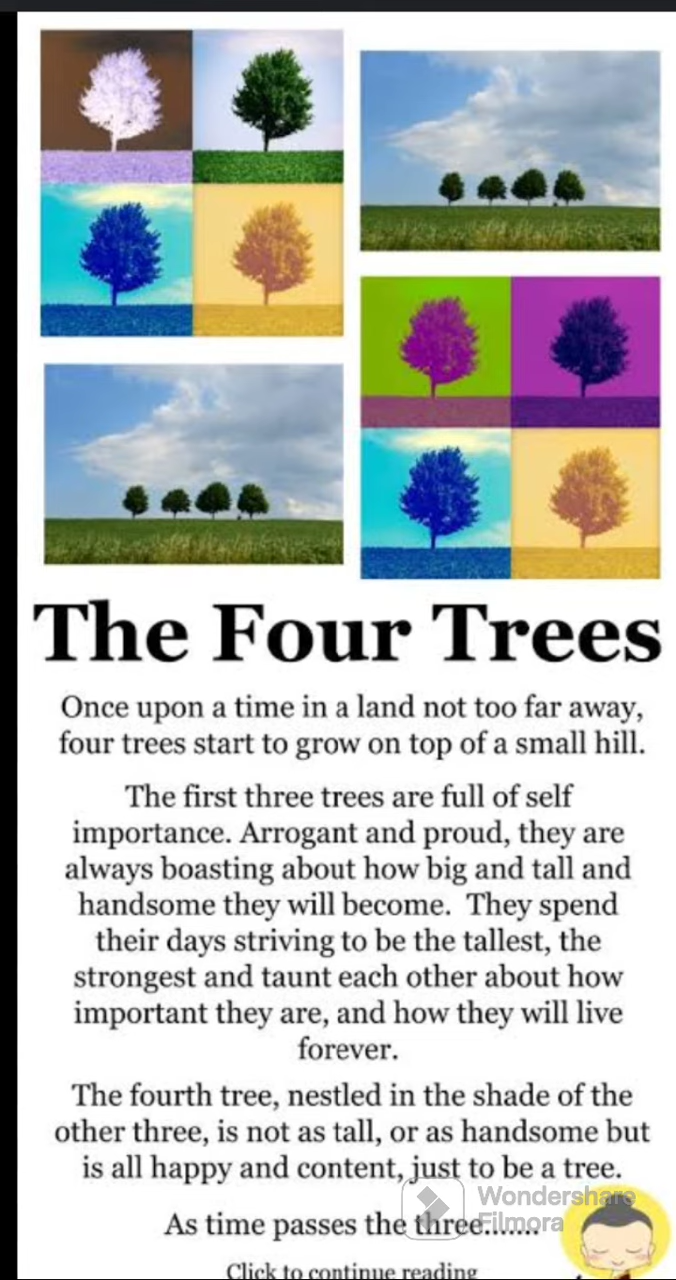 The Four Trees
Once upon a time in a land not too far away,
four trees start to grow on top of a small hill.
The first three trees are full of self
importance. Arrogant and proud, they are
always boasting about how big and tall and
handsome they will become.  They spend
their days striving to be the tallest, the
strongest and taunt each other about how
important they are, and how they will live
forever.
The fourth tree, nestled in the shade of the
other three, is not as tall, or as handsome but
is all happy and content, just to be a tree.
Wondershare
Filmora
As time passes the three.......
Click to continue reading